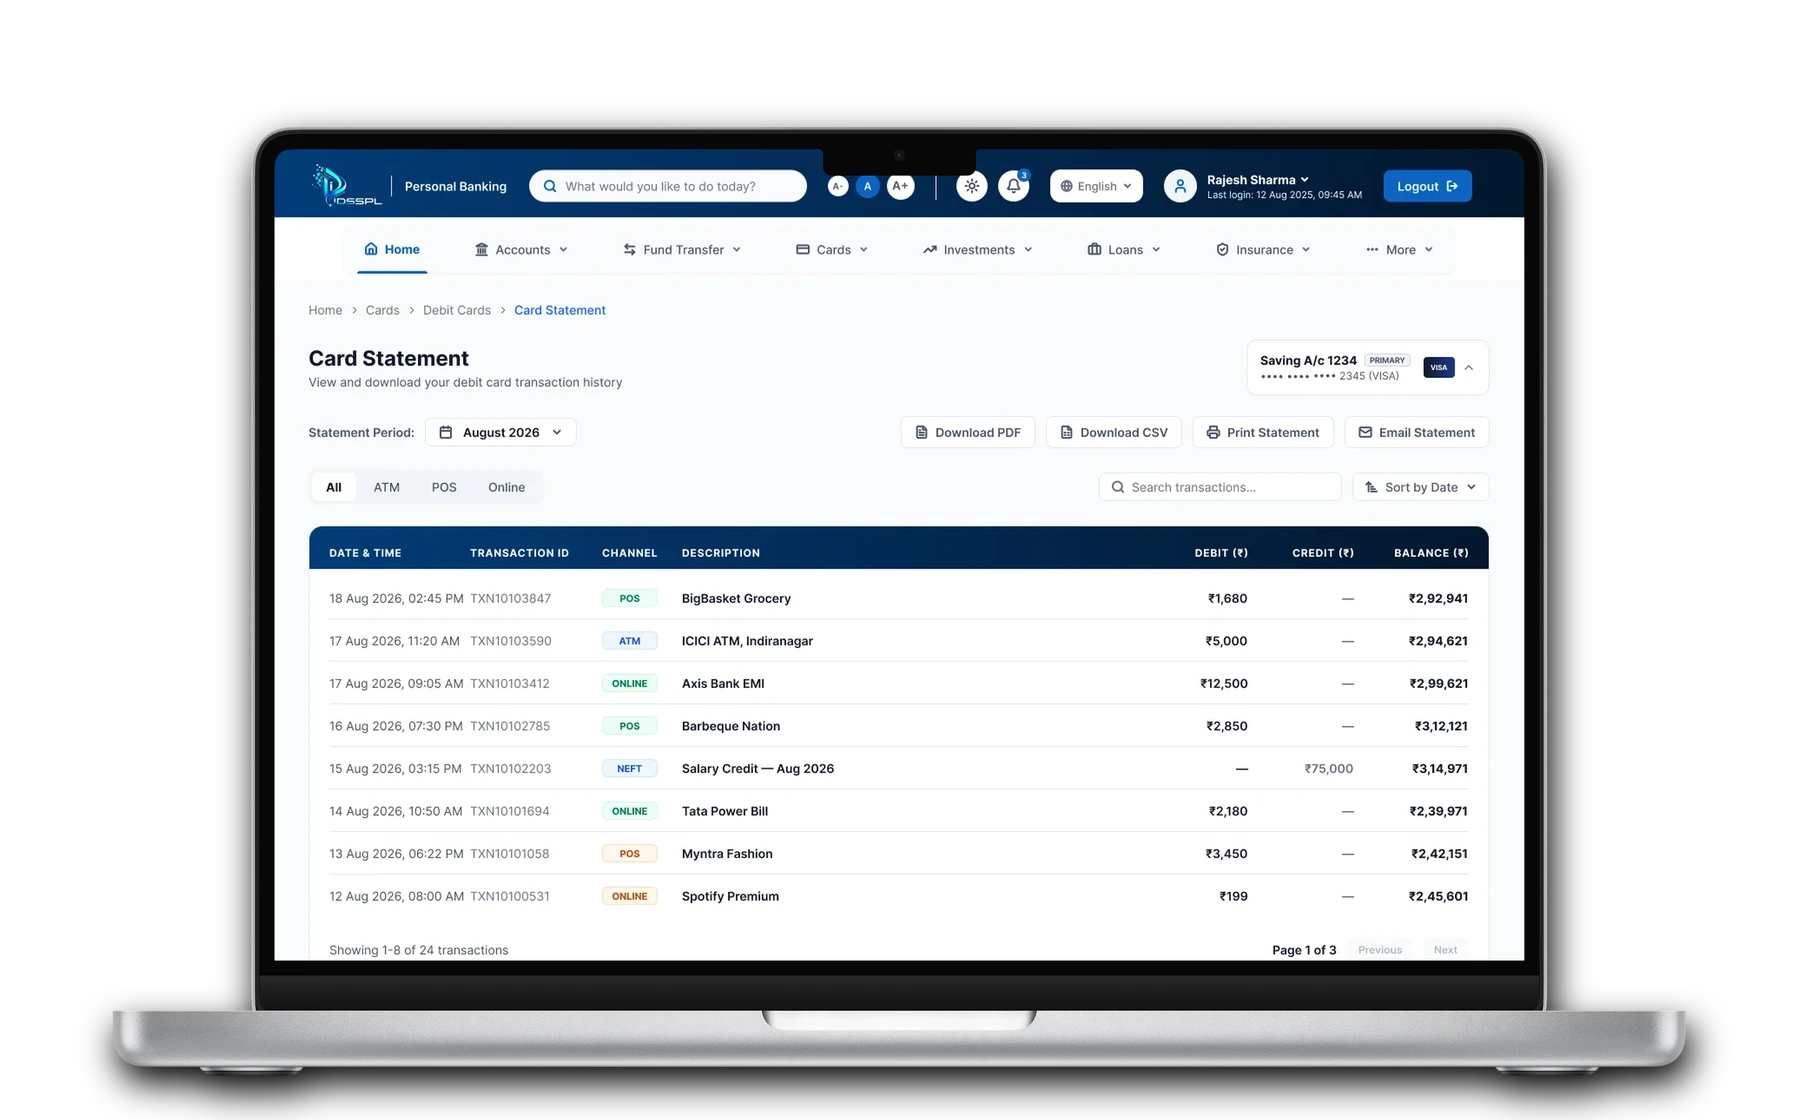 IDSSPL Personal Banking What would you like to do today? A- A A+ 3 English Rajesh Sharma Logout
Last login: 12 Aug 2025, 09:45 AM
Home Accounts Fund Transfer Cards Investments Loans Insurance More
Home > Cards > Debit Cards > Card Statement
Card Statement
View and download your debit card transaction history
Saving A/c 1234 PRIMARY VISA
•••• •••• •••• 2345 (VISA)
Statement Period: August 2026 Download PDF Download CSV Print Statement Email Statement
All ATM POS Online Search transactions... Sort by Date
DATE & TIME TRANSACTION ID CHANNEL DESCRIPTION DEBIT (₹) CREDIT (₹) BALANCE (₹)
18 Aug 2026, 02:45 PM TXN10103847 POS BigBasket Grocery ₹1,680 — ₹2,92,941
17 Aug 2026, 11:20 AM TXN10103590 ATM ICICI ATM, Indiranagar ₹5,000 — ₹2,94,621
17 Aug 2026, 09:05 AM TXN10103412 ONLINE Axis Bank EMI ₹12,500 — ₹2,99,621
16 Aug 2026, 07:30 PM TXN10102785 POS Barbeque Nation ₹2,850 — ₹3,12,121
15 Aug 2026, 03:15 PM TXN10102203 NEFT Salary Credit — Aug 2026 — ₹75,000 ₹3,14,971
14 Aug 2026, 10:50 AM TXN10101694 ONLINE Tata Power Bill ₹2,180 — ₹2,39,971
13 Aug 2026, 06:22 PM TXN10101058 POS Myntra Fashion ₹3,450 — ₹2,42,151
12 Aug 2026, 08:00 AM TXN10100531 ONLINE Spotify Premium ₹199 — ₹2,45,601
Showing 1-8 of 24 transactions Page 1 of 3 Previous Next